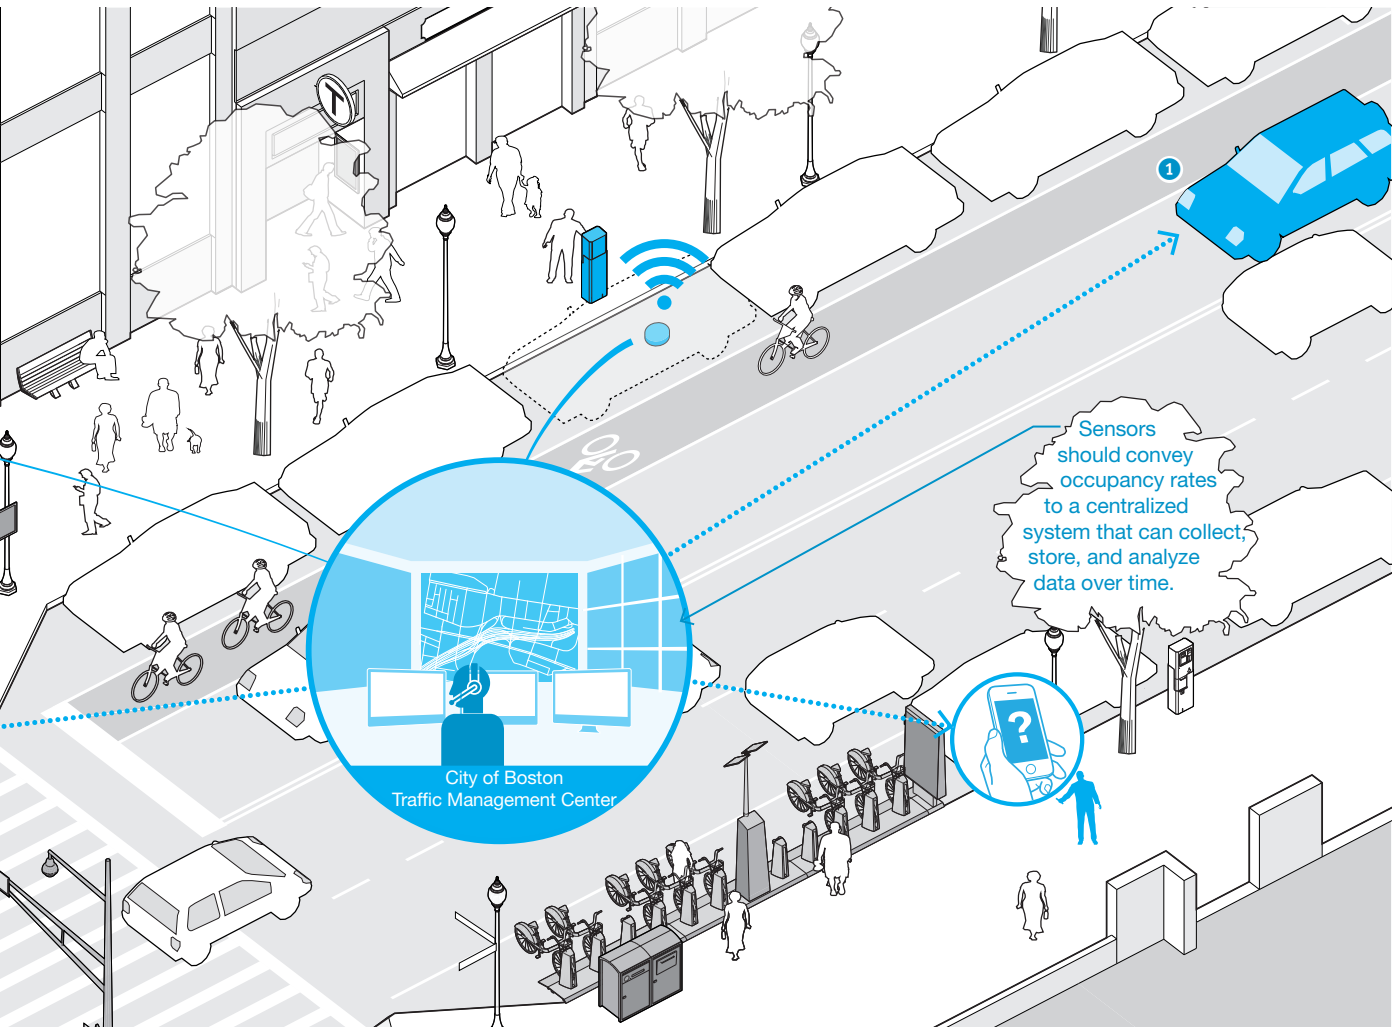 T
1
Sensors
should convey
occupancy rates
to a centralized
system that can collect,
store, and analyze
data over time.
?
City of Boston
Traffic Management Center